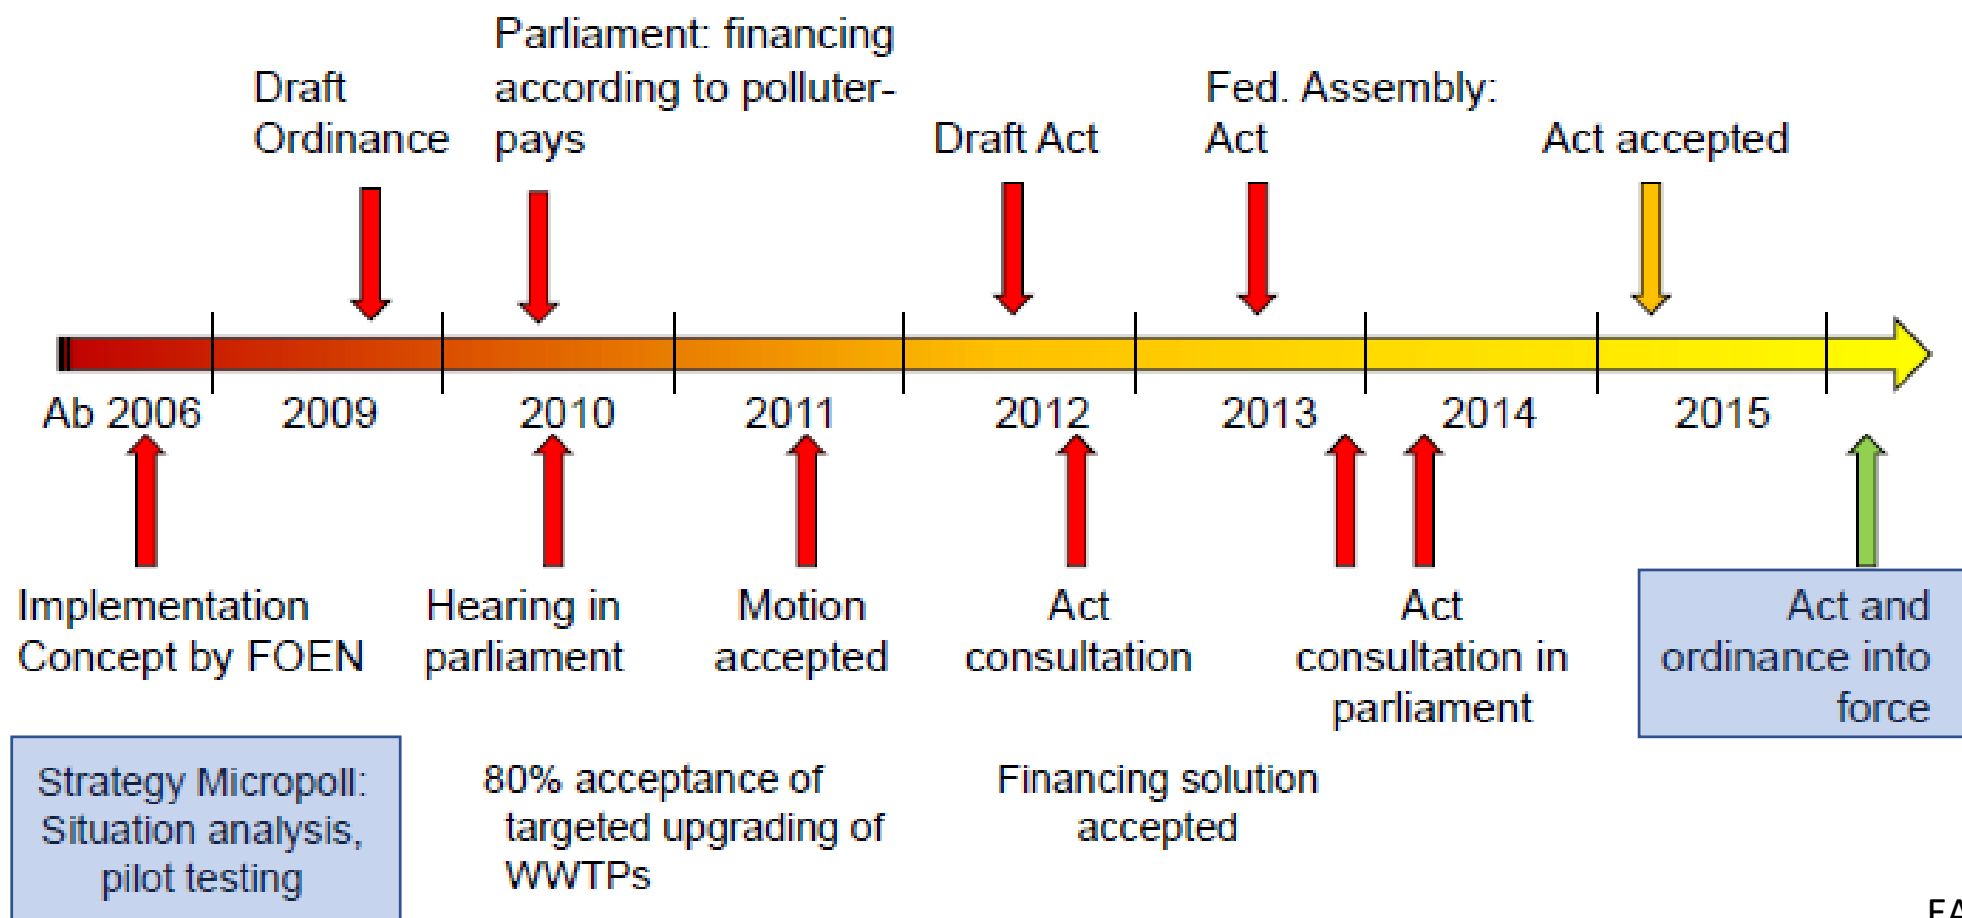 Parliament: financing
according to polluter-
pays
Draft
Ordinance
Draft Act
Fed. Assembly:
Act
Act accepted
Ab 2006
2009
2010
2011
2012
2013
2014
2015
Implementation
Concept by FOEN
Hearing in
parliament
Motion
accepted
Act
consultation
Act
consultation in
parliament
Act and
ordinance into
force
Strategy Micropoll:
Situation analysis,
pilot testing
80% acceptance of
targeted upgrading of
WWTPs
Financing solution
accepted